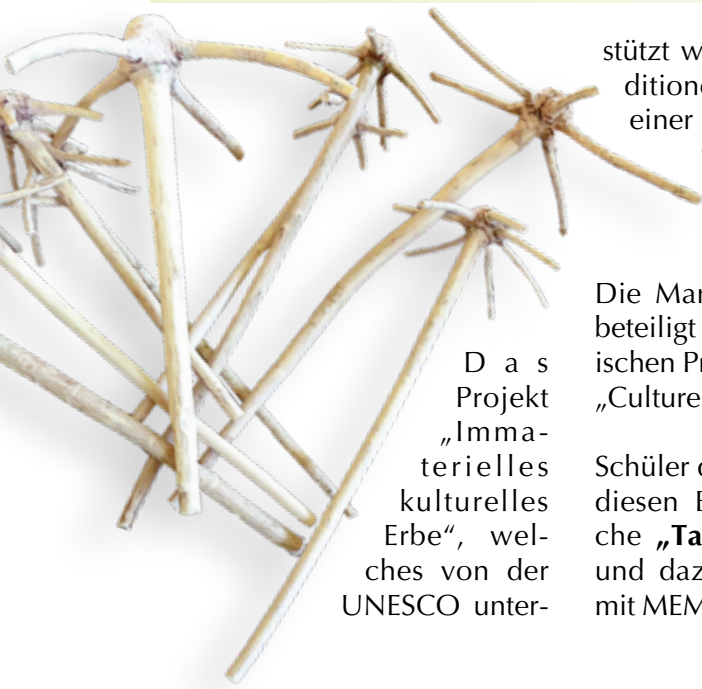 Das
Projekt
„Imma-
terielles
kulturelles
Erbe“, wel-
ches von der
UNESCO unter-
stützt w
ditione
einer
Die Mar
beteiligt
ischen Pr
„Culture
Schüler
diesen
che „Ta
und daz
mit MEM